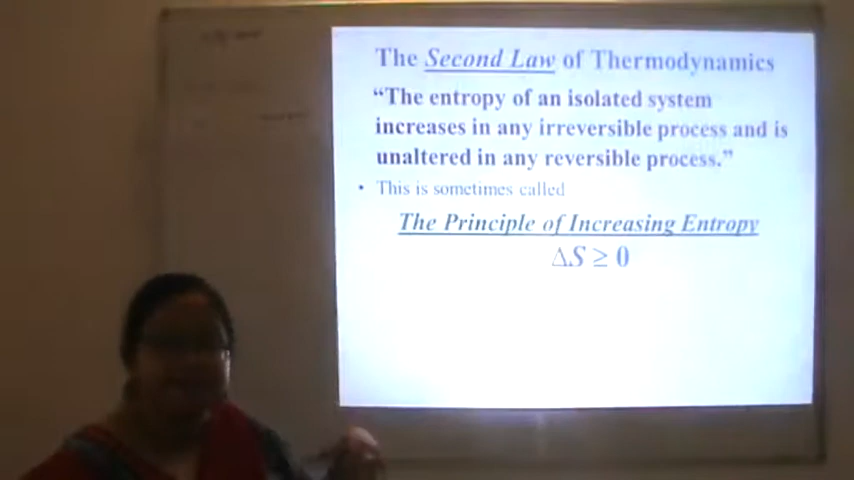 The Second Law of Thermodynamics
“The entropy of an isolated system
increases in any irreversible process and is
unaltered in any reversible process.”
• This is sometimes called
The Principle of Increasing Entropy
ΔS ≥ 0